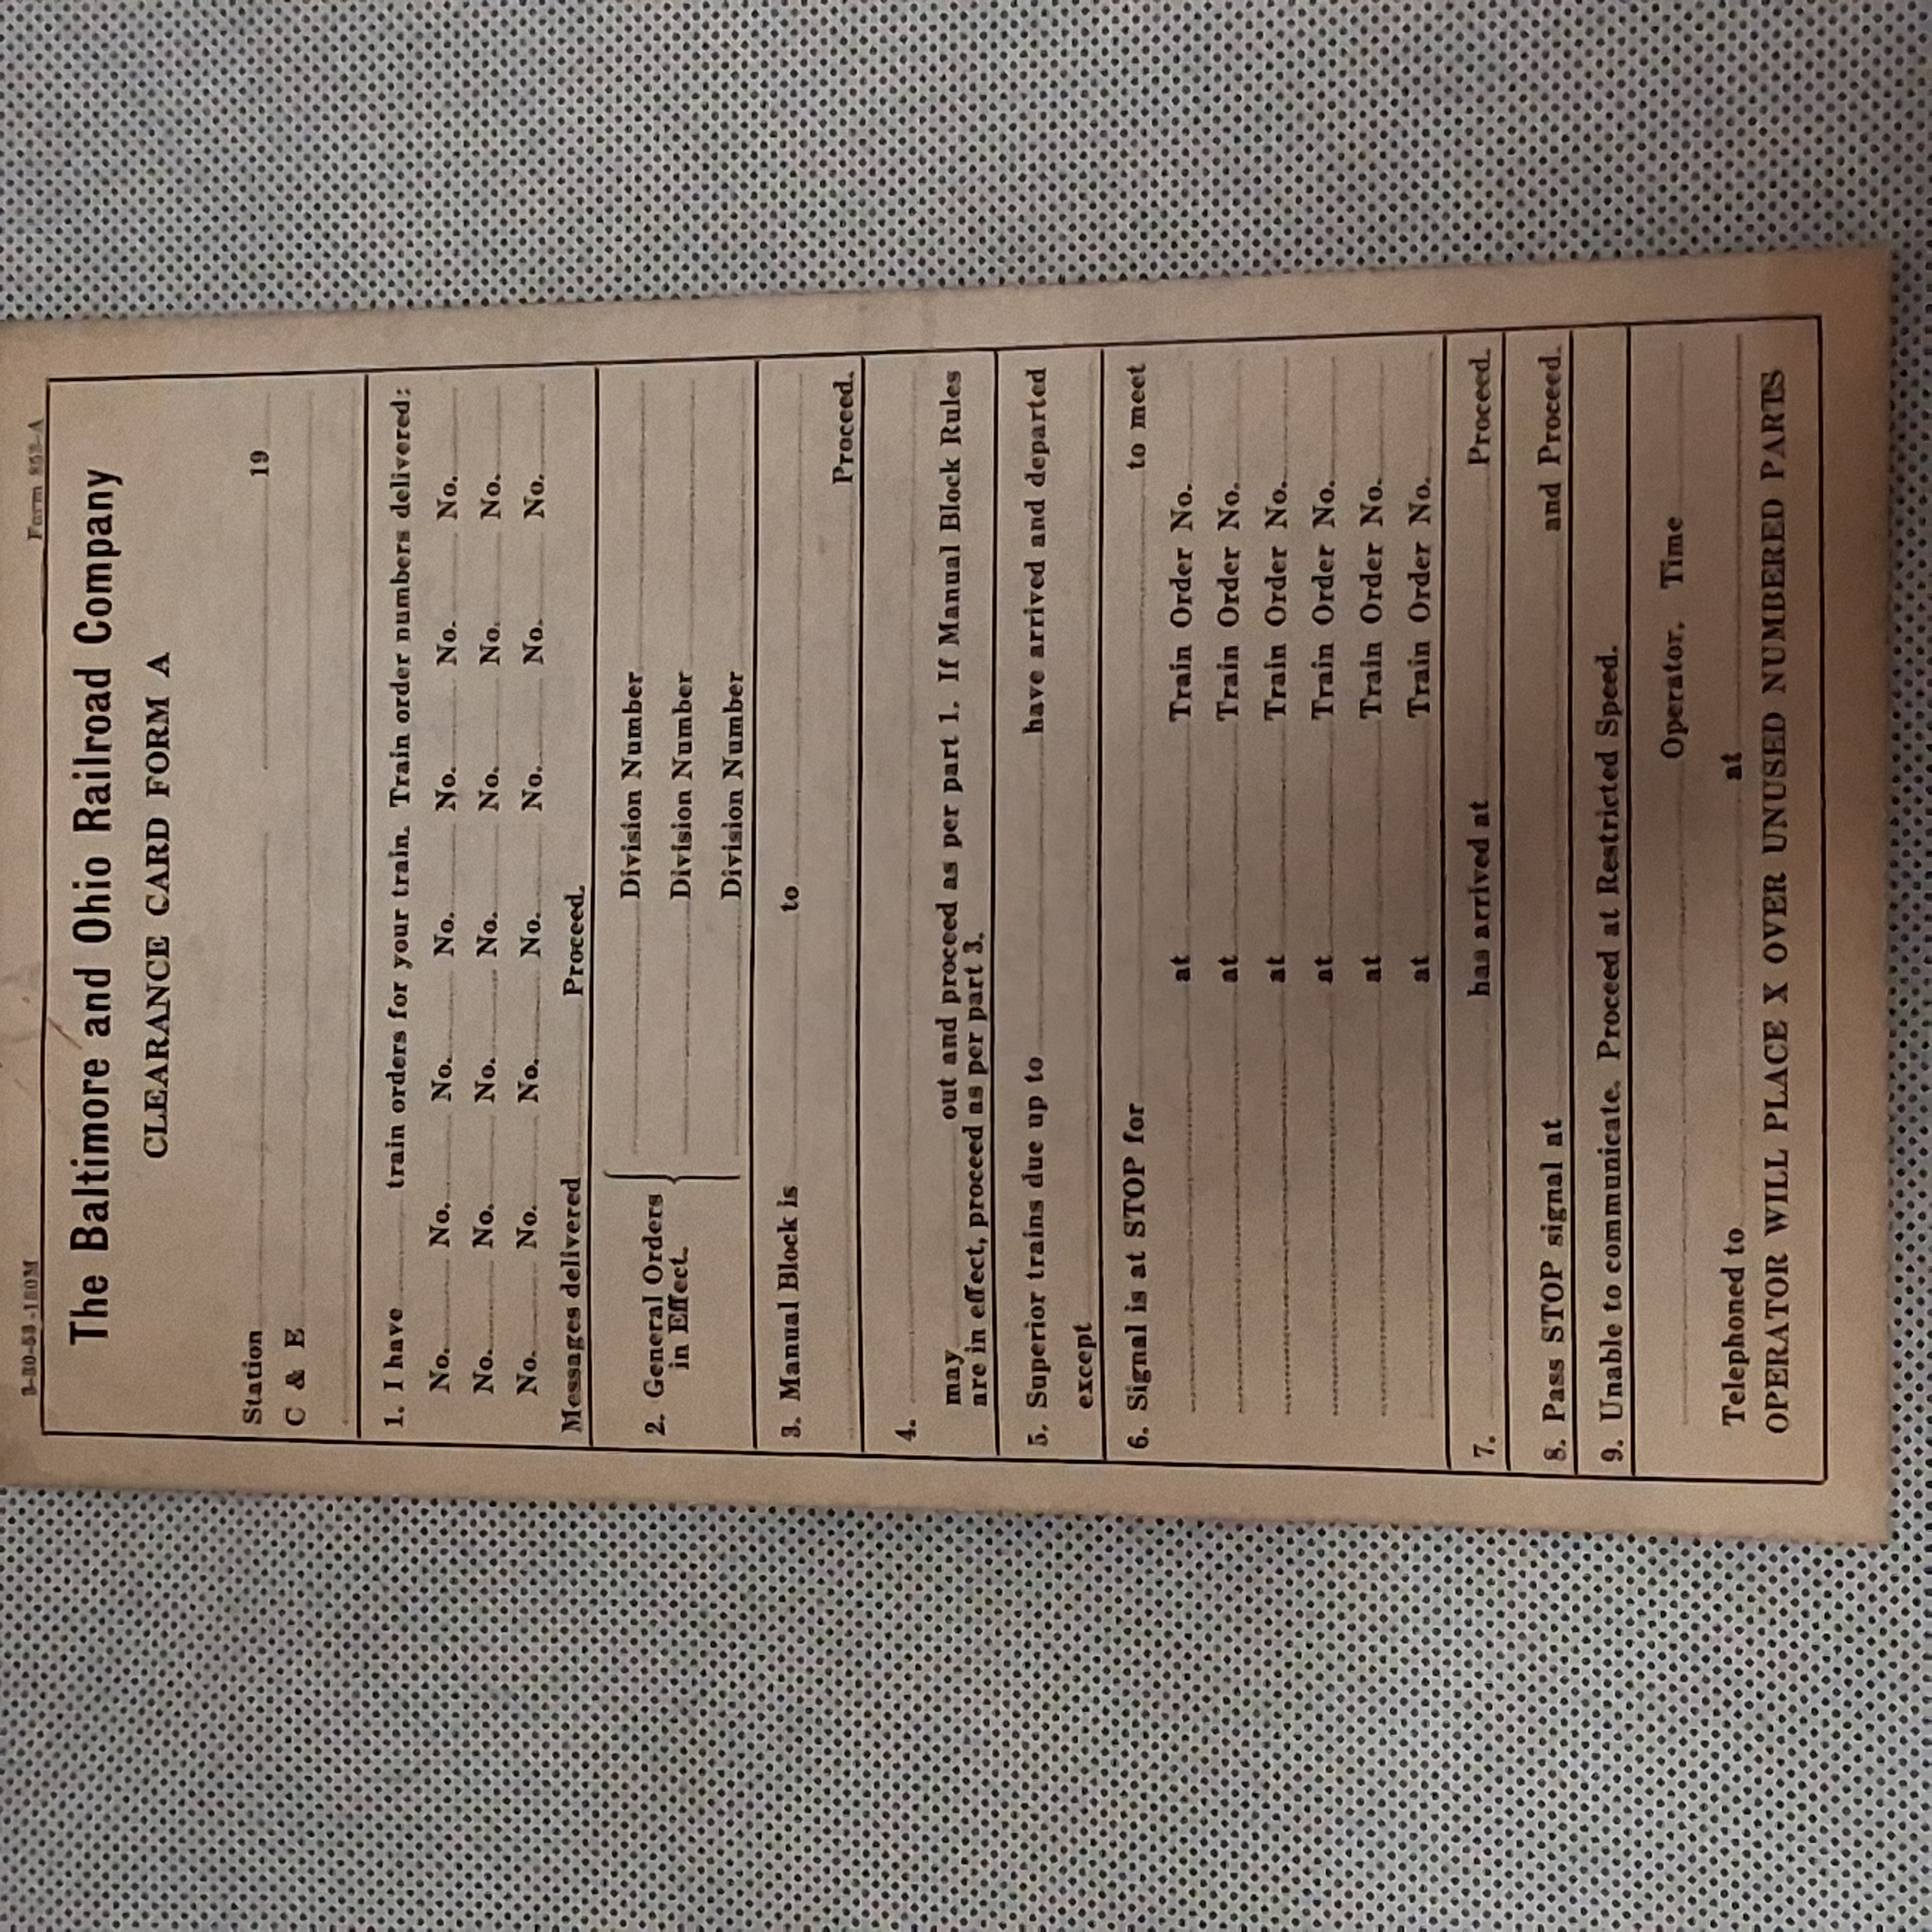 Form
The Baltimore and Ohio Railroad Company
CLEARANCE CARD FORM A
Station 19
C & E
1. I have train orders for your train. Train order numbers delivered:
No. No. No. No. No. No. No.
No. No. No. No. No. No. No.
No. No. No. No. No. No. No.
Messages delivered Proceed.
2. General Orders in Effect.
Division Number
Division Number
Division Number
3. Manual Block is to
Proceed.
4.
may out and proceed as per part 1. If Manual Block Rules
are in effect, proceed as per part 3.
5. Superior trains due up to have arrived and departed
except
6. Signal is at STOP for to meet
at Train Order No.
at Train Order No.
at Train Order No.
at Train Order No.
at Train Order No.
at Train Order No.
7. has arrived at Proceed.
8. Pass STOP signal at and Proceed.
9. Unable to communicate. Proceed at Restricted Speed.
Operator. Time
Telephoned to at
OPERATOR WILL PLACE X OVER UNUSED NUMBERED PARTS